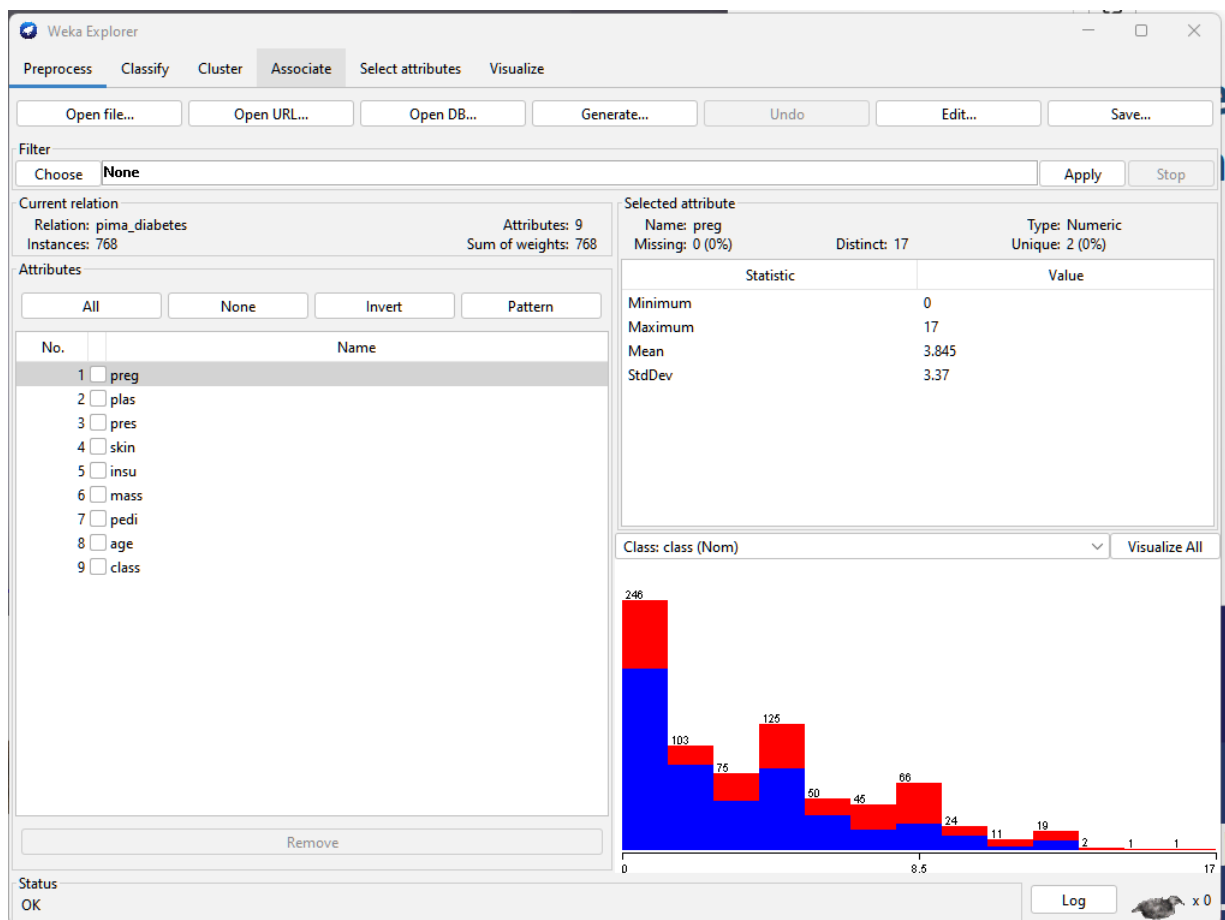 Weka Explorer
Preprocess Classify Cluster Associate Select attributes Visualize
Open file... Open URL... Open DB... Generate... Undo Edit... Save...
Filter
Choose None Apply Stop
Current relation
Relation: pima_diabetes Attributes: 9
Instances: 768 Sum of weights: 768
Attributes
All None Invert Pattern
No. Name
1 preg
2 plas
3 pres
4 skin
5 insu
6 mass
7 pedi
8 age
9 class
Remove
Selected attribute
Name: preg Type: Numeric
Missing: 0 (0%) Distinct: 17 Unique: 2 (0%)
Statistic Value
Minimum 0
Maximum 17
Mean 3.845
StdDev 3.37
Class: class (Nom) Visualize All
246
103
75
125
50
45
66
24
11
19
2
1
1
0 8.5 17
Status
OK
Log x 0